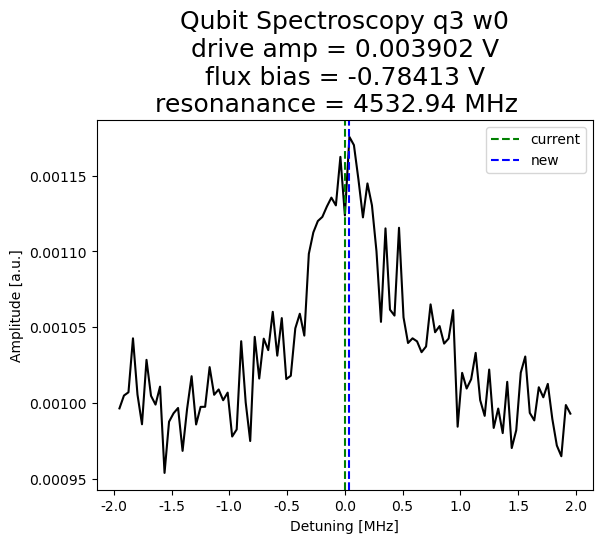 Qubit Spectroscopy q3 w0
drive amp = 0.003902 V
flux bias = -0.78413 V
resonanance = 4532.94 MHz
current
new
0.00115
0.00110
0.00105
0.00100
0.00095
Amplitude [a.u.]
-2.0 -1.5 -1.0 -0.5 0.0 0.5 1.0 1.5 2.0
Detuning [MHz]